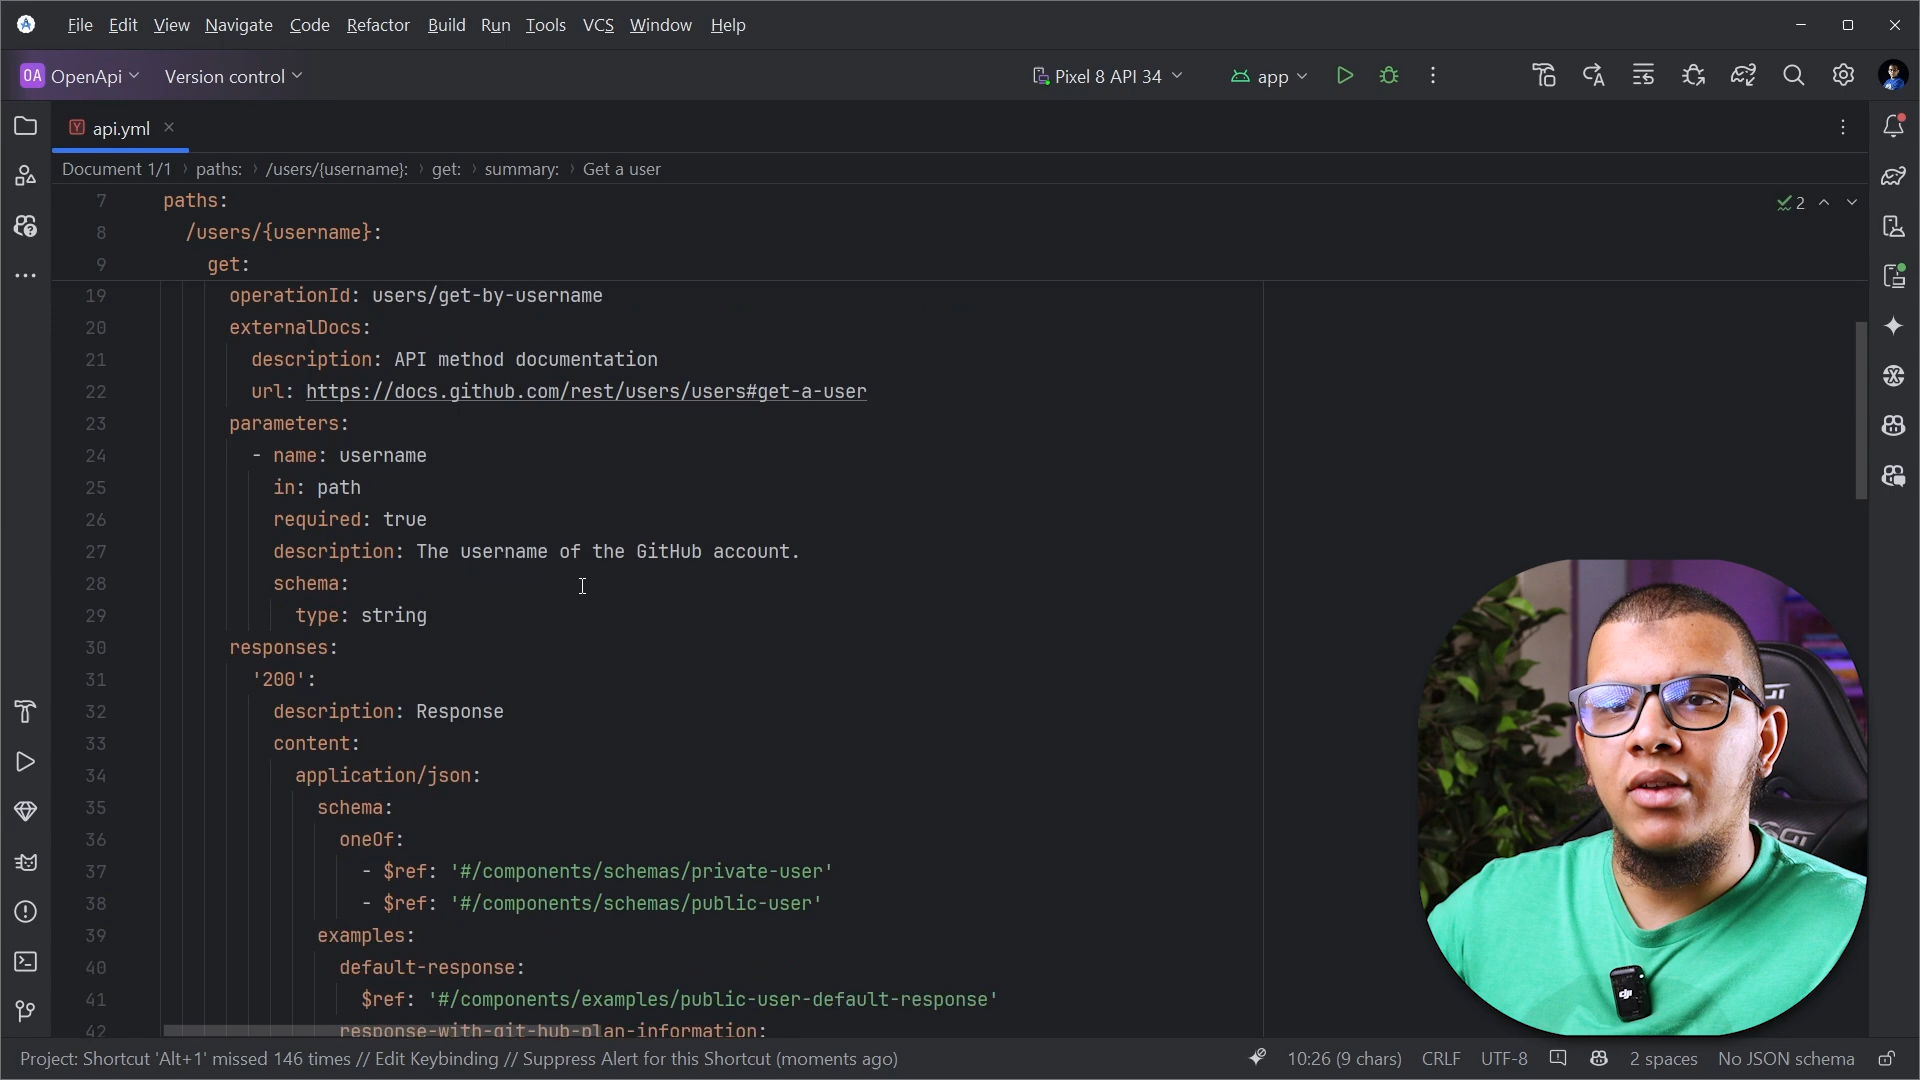 File Edit View Navigate Code Refactor Build Run Tools VCS Window Help
OA OpenApi Version control Pixel 8 API 34 app
api.yml
Document 1/1 › paths: › /users/{username}: › get: › summary: › Get a user
7 paths:
2
8 /users/{username}:
9 get:
19 operationId: users/get-by-username
20 externalDocs:
21 description: API method documentation
22 url: https://docs.github.com/rest/users/users#get-a-user
23 parameters:
24 - name: username
25 in: path
26 required: true
27 description: The username of the GitHub account.
28 schema:
29 type: string
30 responses:
31 '200':
32 description: Response
33 content:
34 application/json:
35 schema:
36 oneOf:
37 - $ref: '#/components/schemas/private-user'
38 - $ref: '#/components/schemas/public-user'
39 examples:
40 default-response:
41 $ref: '#/components/examples/public-user-default-response'
42 response-with-git-hub-plan-information:
dji
Project: Shortcut 'Alt+1' missed 146 times // Edit Keybinding // Suppress Alert for this Shortcut (moments ago) 10:26 (9 chars) CRLF UTF-8 2 spaces No JSON schema